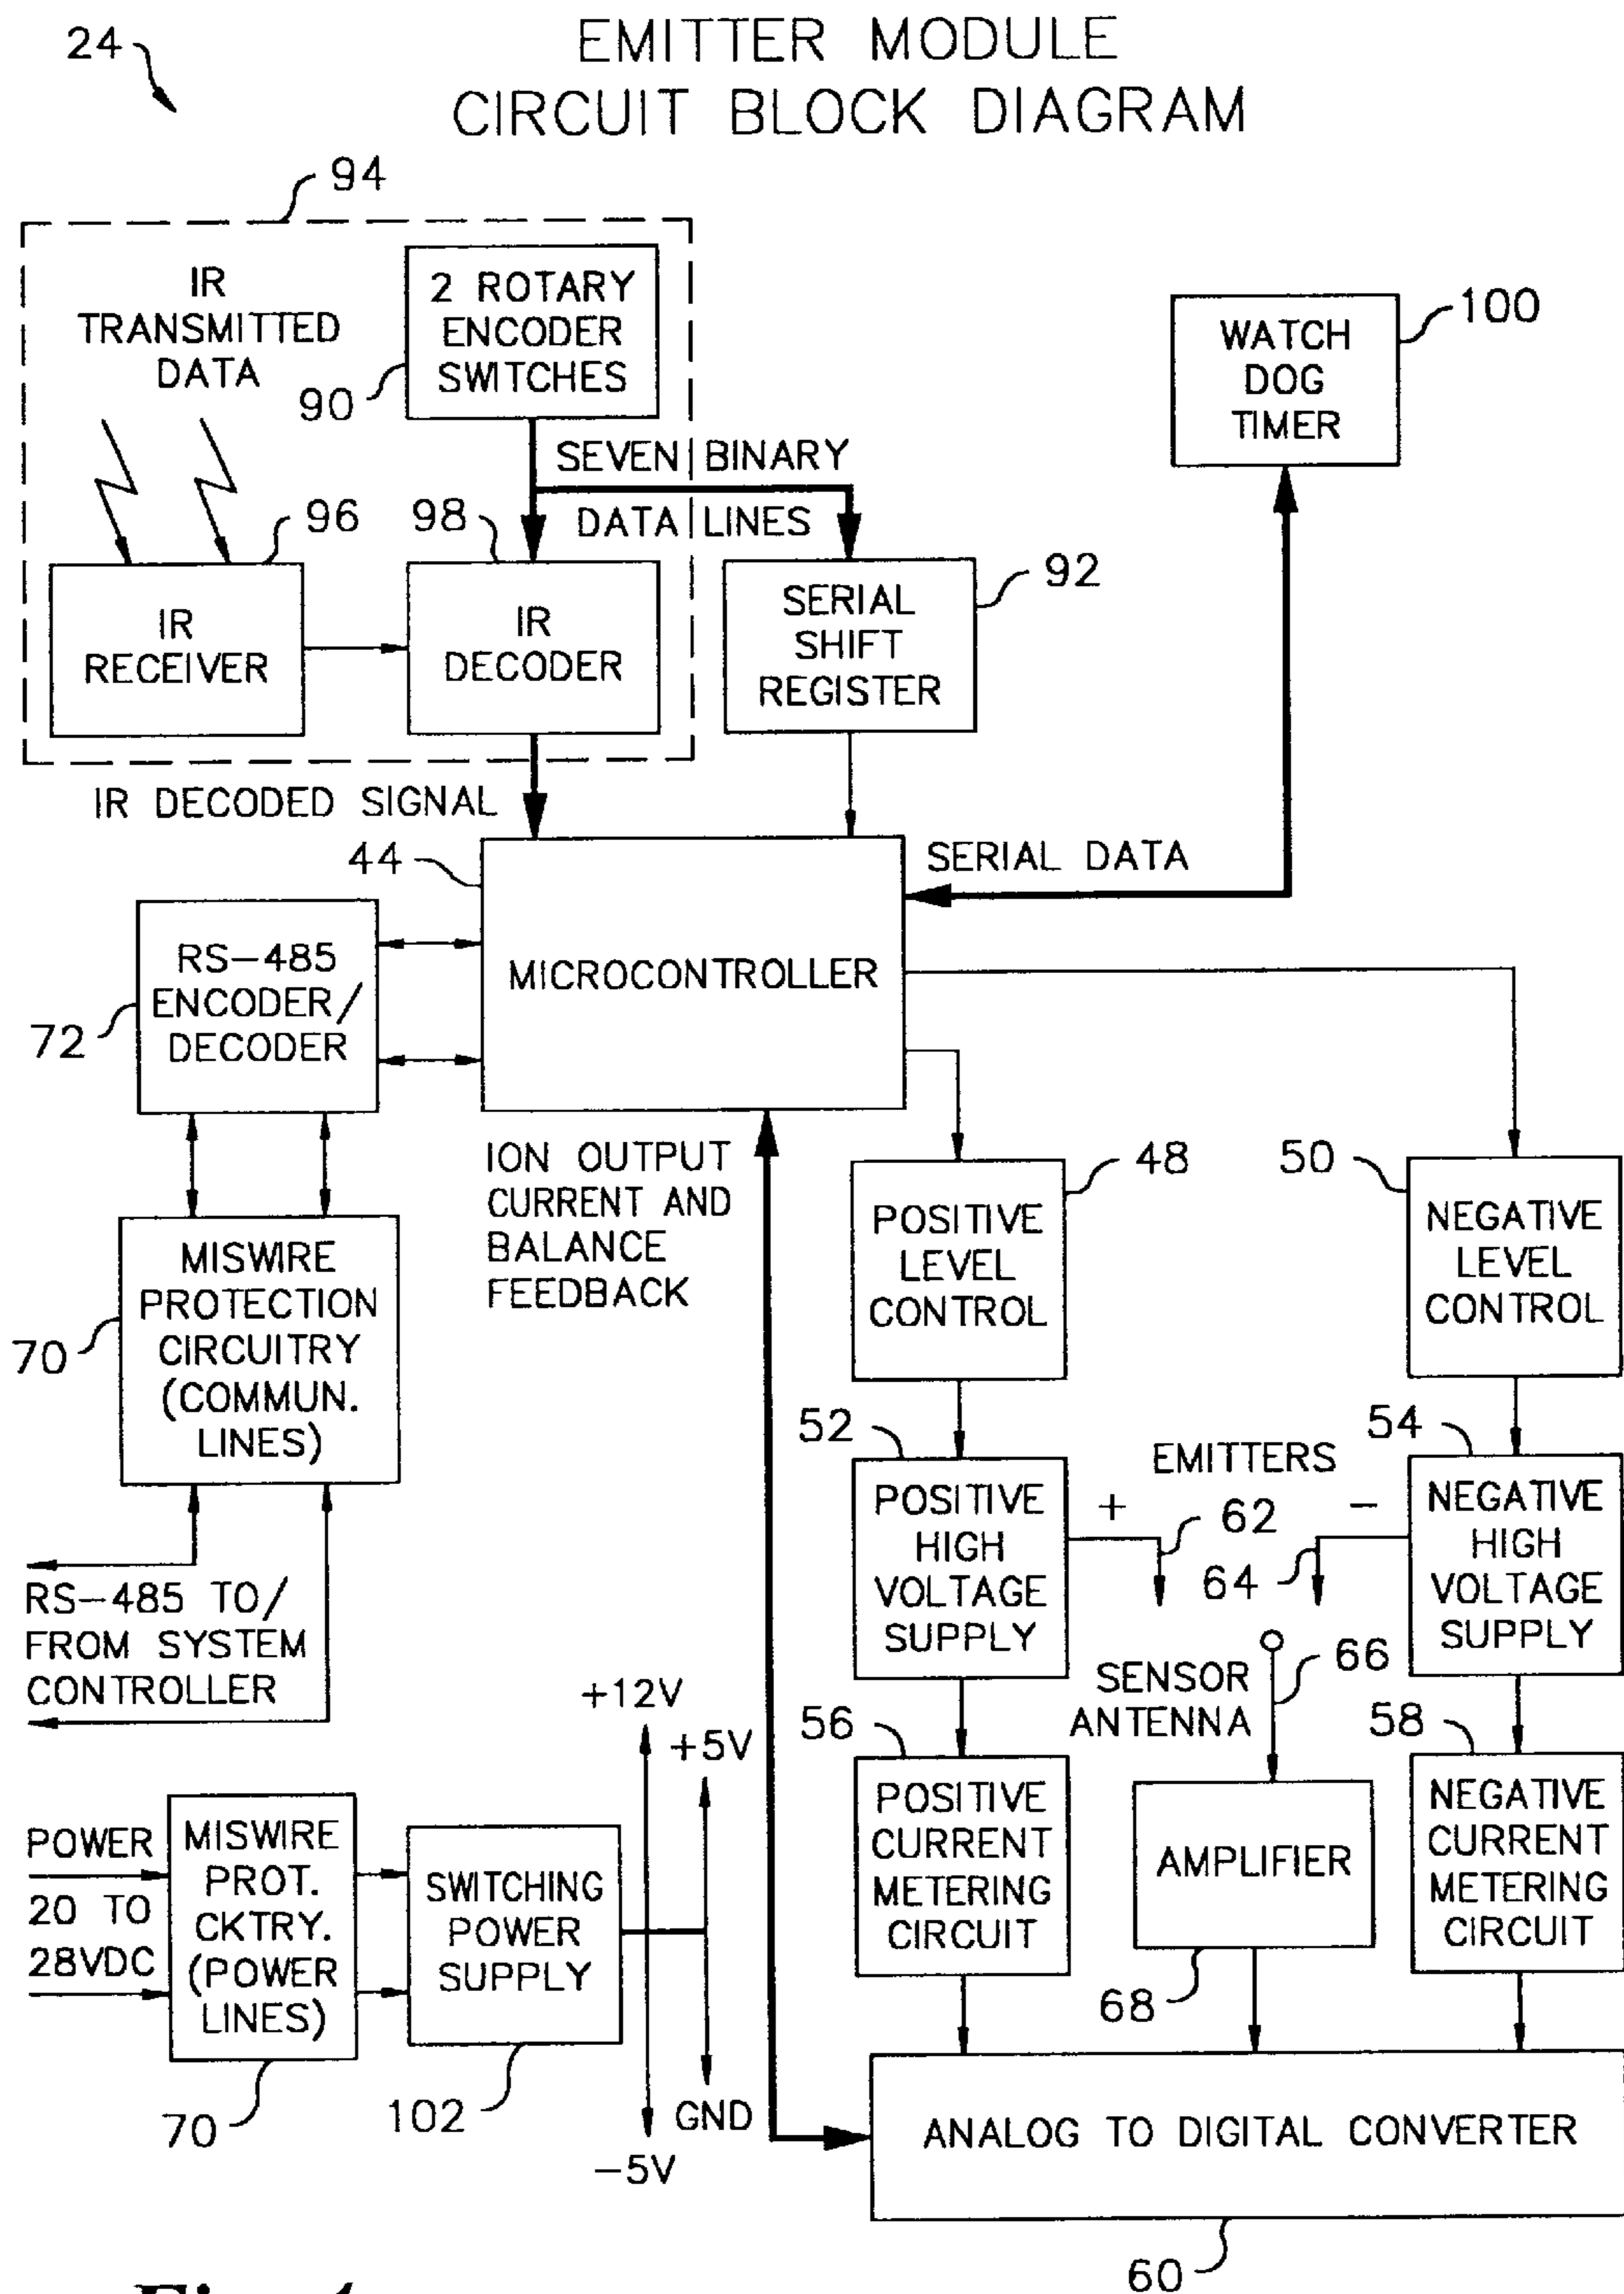 24
EMITTER MODULE
CIRCUIT BLOCK DIAGRAM
94
IR
TRANSMITTED
DATA
2 ROTARY
ENCODER
SWITCHES
90
WATCH
DOG
TIMER
100
SEVEN BINARY
DATA LINES
96
98
92
IR
RECEIVER
IR
DECODER
SERIAL
SHIFT
REGISTER
IR DECODED SIGNAL
44
SERIAL DATA
RS-485
ENCODER/
DECODER
72
MICROCONTROLLER
ION OUTPUT
CURRENT AND
BALANCE
FEEDBACK
48
POSITIVE
LEVEL
CONTROL
50
NEGATIVE
LEVEL
CONTROL
MISWIRE
PROTECTION
CIRCUITRY
(COMMUN.
LINES)
70
52
POSITIVE
HIGH
VOLTAGE
SUPPLY
EMITTERS
+
62
-
64
54
NEGATIVE
HIGH
VOLTAGE
SUPPLY
RS-485 TO/
FROM SYSTEM
CONTROLLER
SENSOR
ANTENNA
66
+12V
+5V
56
POSITIVE
CURRENT
METERING
CIRCUIT
AMPLIFIER
68
58
NEGATIVE
CURRENT
METERING
CIRCUIT
POWER
20 TO
28VDC
MISWIRE
PROT.
CKTRY.
(POWER
LINES)
70
SWITCHING
POWER
SUPPLY
102
GND
-5V
ANALOG TO DIGITAL CONVERTER
60